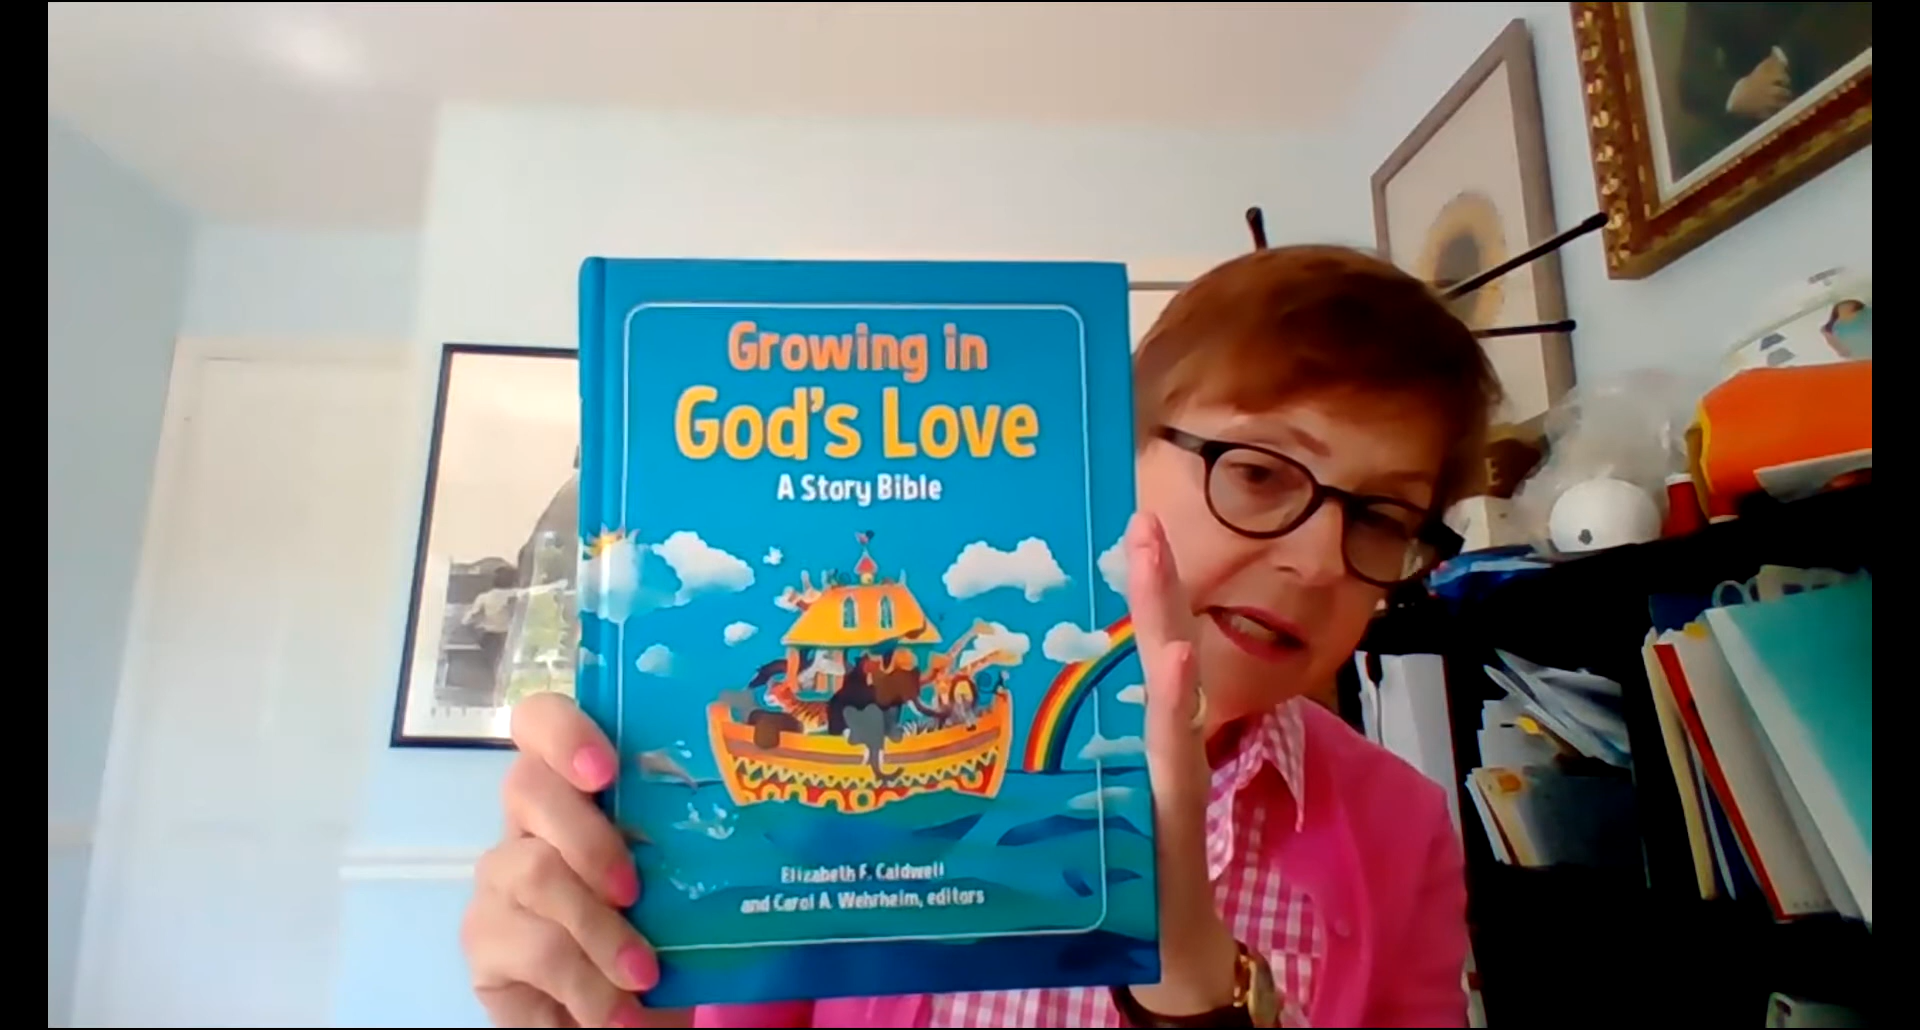 Growing in
God's Love
A Story Bible
Elizabeth F. Caldwell
and Carol A. Wehrheim, editors